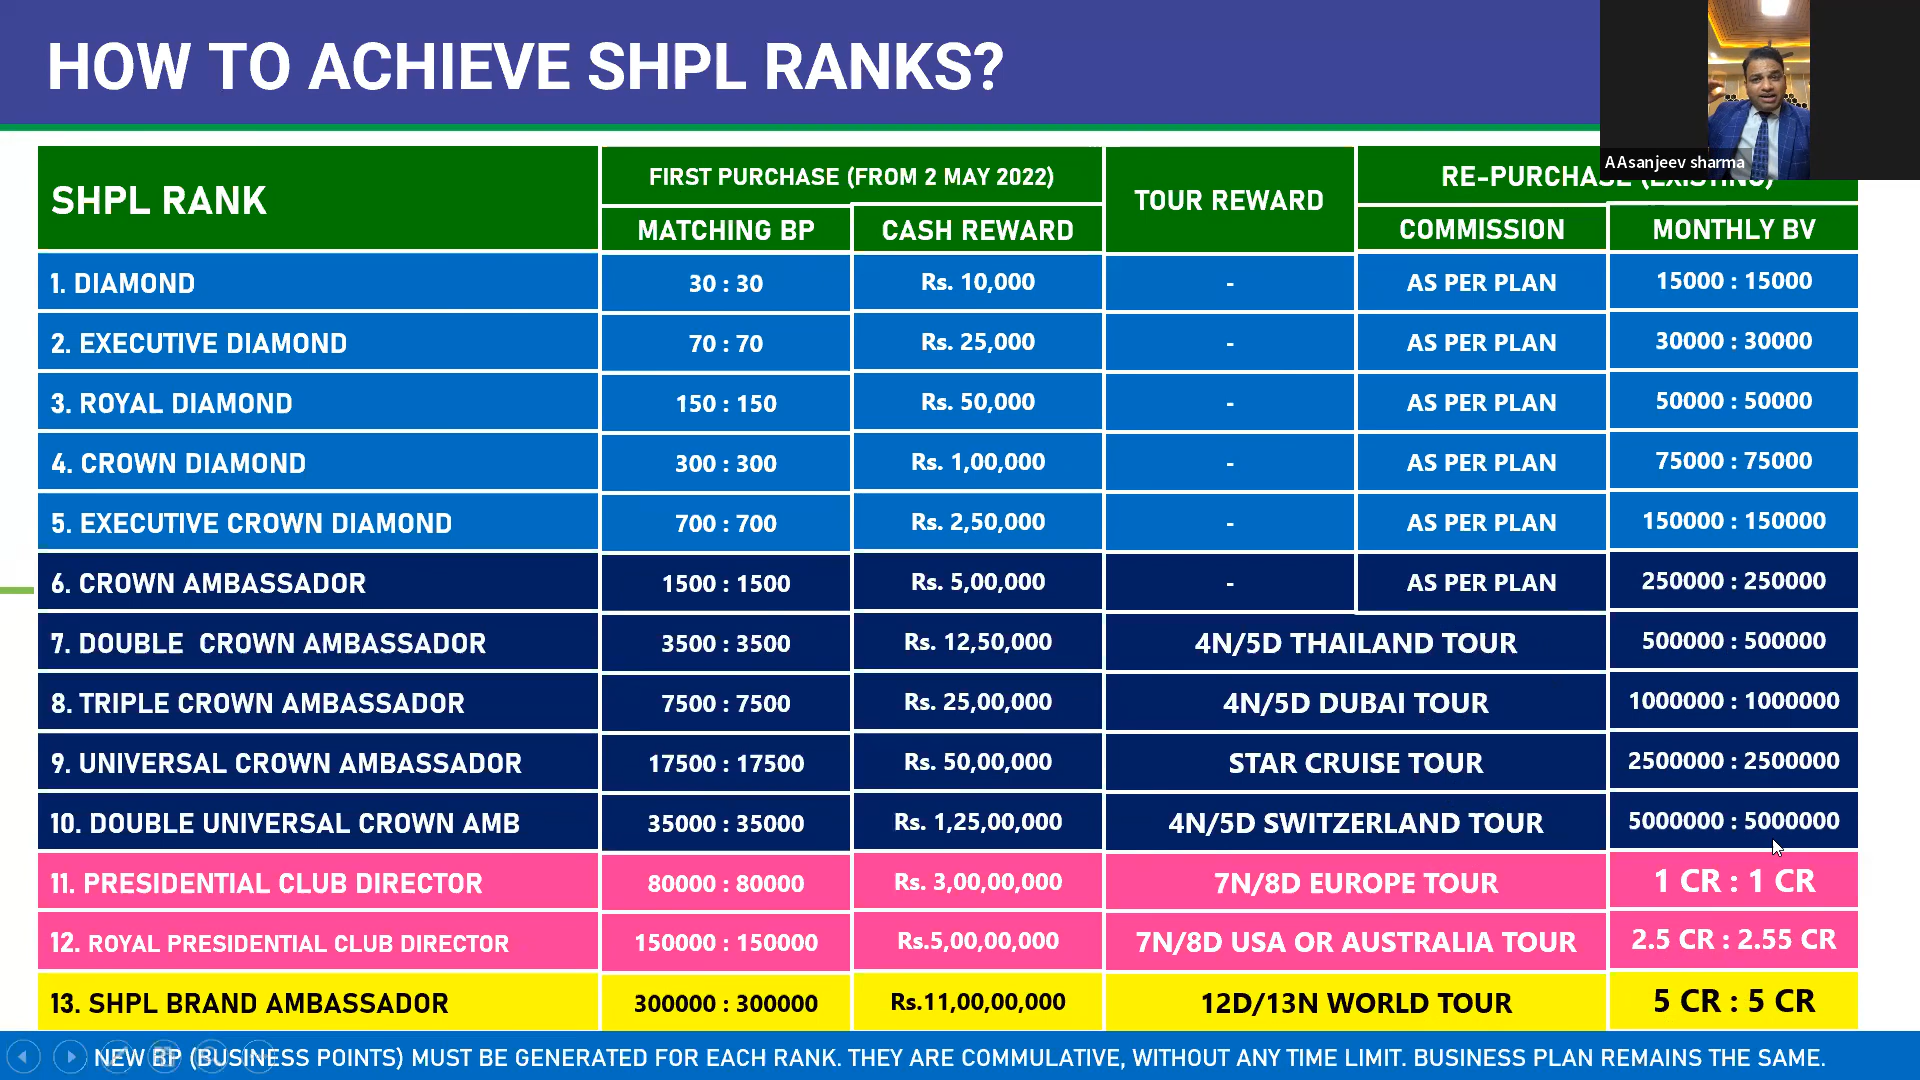 HOW TO ACHIEVE SHPL RANKS?
AAsanjeev sharma
SHPL RANK
FIRST PURCHASE (FROM 2 MAY 2022)
TOUR REWARD
RE-PURCHASE (EXISTING)
MATCHING BP CASH REWARD COMMISSION MONTHLY BV
1. DIAMOND 30 : 30 Rs. 10,000 - AS PER PLAN 15000 : 15000
2. EXECUTIVE DIAMOND 70 : 70 Rs. 25,000 - AS PER PLAN 30000 : 30000
3. ROYAL DIAMOND 150 : 150 Rs. 50,000 - AS PER PLAN 50000 : 50000
4. CROWN DIAMOND 300 : 300 Rs. 1,00,000 - AS PER PLAN 75000 : 75000
5. EXECUTIVE CROWN DIAMOND 700 : 700 Rs. 2,50,000 - AS PER PLAN 150000 : 150000
6. CROWN AMBASSADOR 1500 : 1500 Rs. 5,00,000 - AS PER PLAN 250000 : 250000
7. DOUBLE CROWN AMBASSADOR 3500 : 3500 Rs. 12,50,000 4N/5D THAILAND TOUR 500000 : 500000
8. TRIPLE CROWN AMBASSADOR 7500 : 7500 Rs. 25,00,000 4N/5D DUBAI TOUR 1000000 : 1000000
9. UNIVERSAL CROWN AMBASSADOR 17500 : 17500 Rs. 50,00,000 STAR CRUISE TOUR 2500000 : 2500000
10. DOUBLE UNIVERSAL CROWN AMB 35000 : 35000 Rs. 1,25,00,000 4N/5D SWITZERLAND TOUR 5000000 : 5000000
11. PRESIDENTIAL CLUB DIRECTOR 80000 : 80000 Rs. 3,00,00,000 7N/8D EUROPE TOUR 1 CR : 1 CR
12. ROYAL PRESIDENTIAL CLUB DIRECTOR 150000 : 150000 Rs.5,00,00,000 7N/8D USA OR AUSTRALIA TOUR 2.5 CR : 2.55 CR
13. SHPL BRAND AMBASSADOR 300000 : 300000 Rs.11,00,00,000 12D/13N WORLD TOUR 5 CR : 5 CR
NEW BP (BUSINESS POINTS) MUST BE GENERATED FOR EACH RANK. THEY ARE COMMULATIVE, WITHOUT ANY TIME LIMIT. BUSINESS PLAN REMAINS THE SAME.